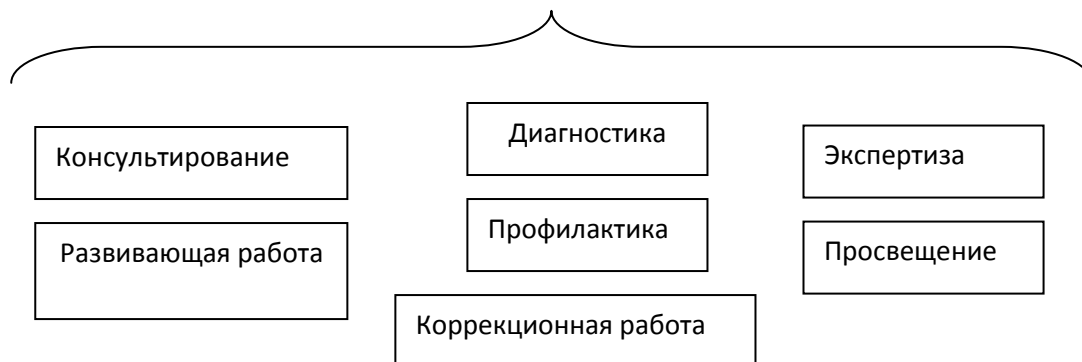 Диагностика
Консультирование
Экспертиза
Профилактика
Развивающая работа
Просвещение
Коррекционная работа